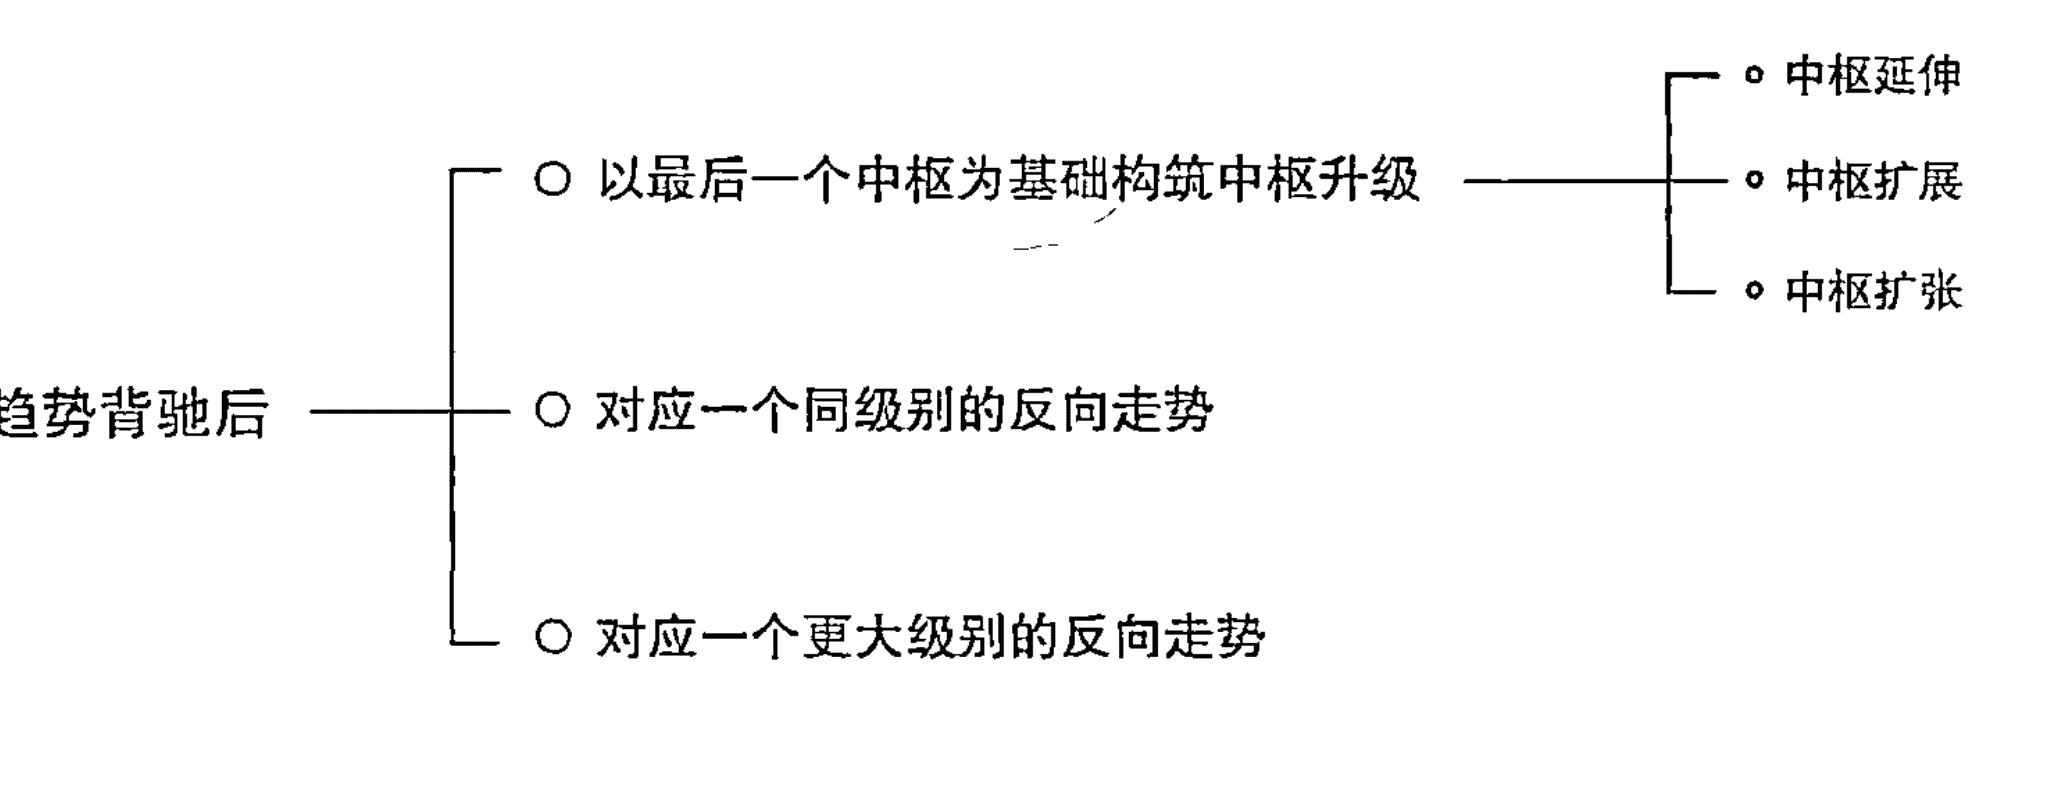 趋势背驰后
以最后一个中枢为基础构筑中枢升级
中枢延伸
中枢扩展
中枢扩张
对应一个同级别的反向走势
对应一个更大级别的反向走势